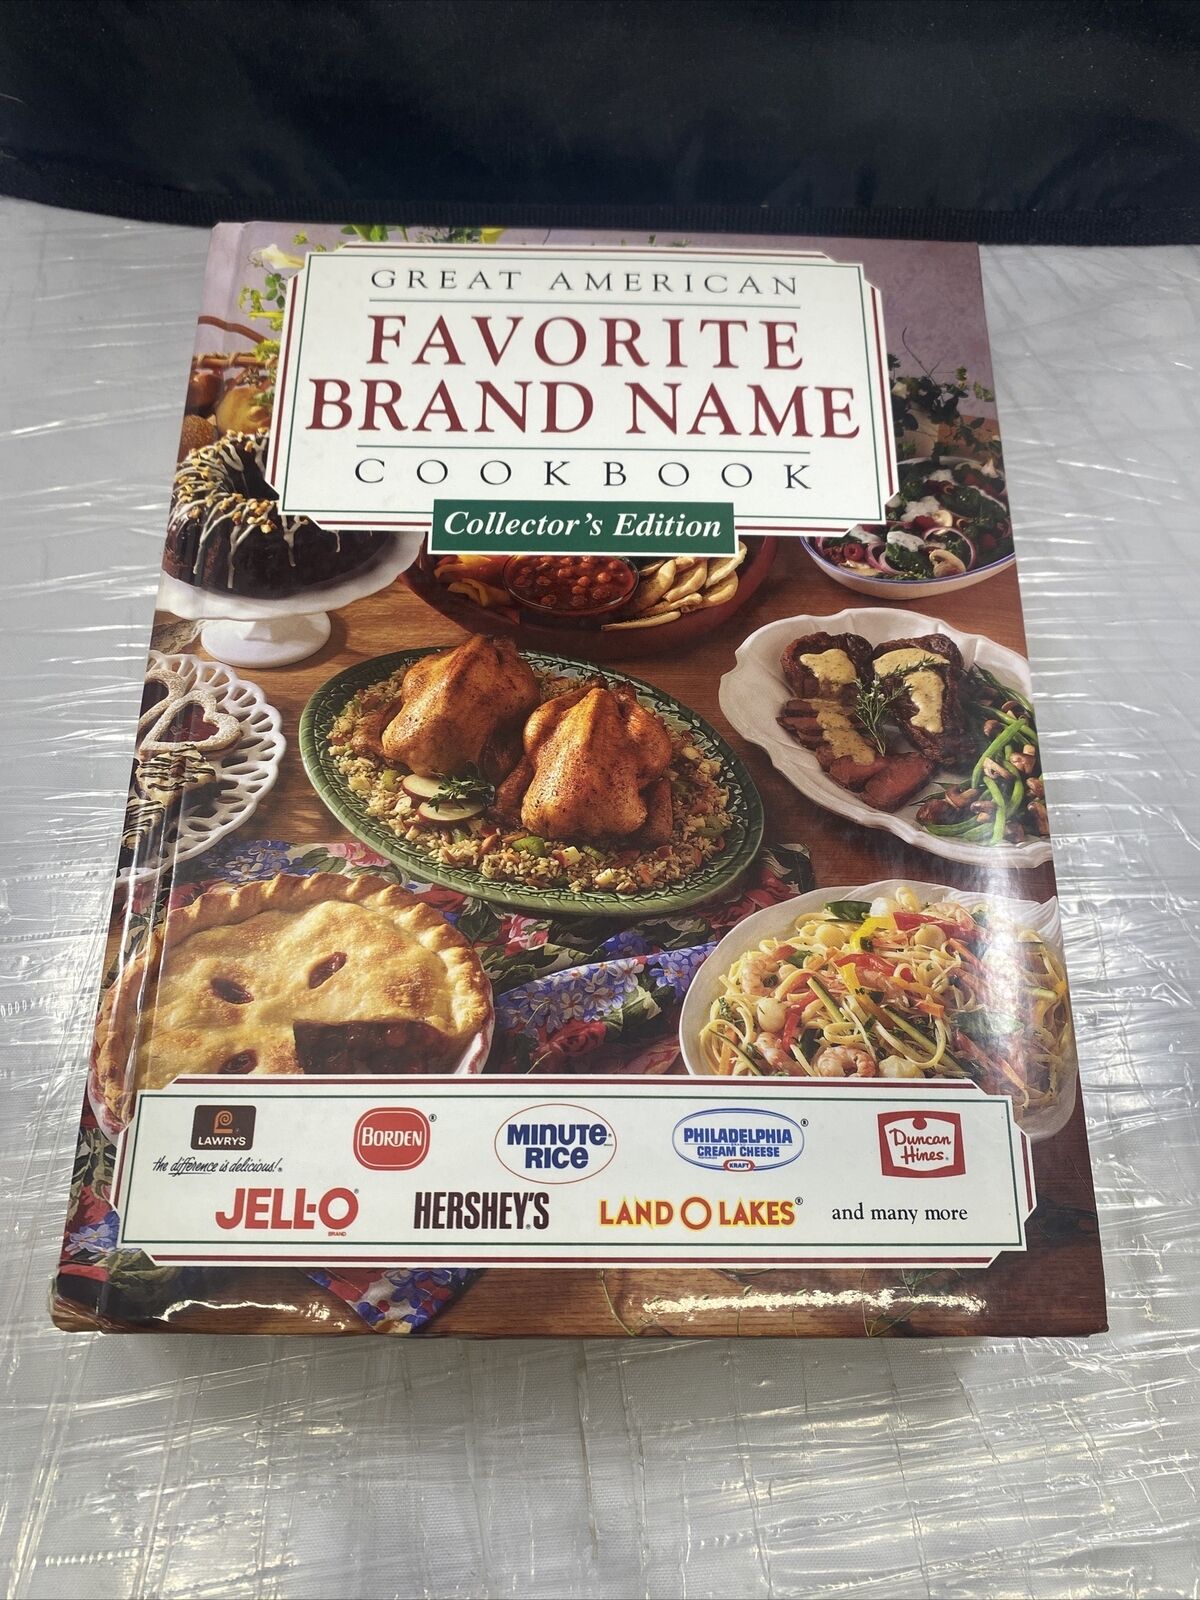 GREAT AMERICAN
FAVORITE
BRAND NAME
COOKBOOK
Collector's Edition
LAWRYS
the difference is delicious!®
BORDEN®
MINUTE®
RICE
PHILADELPHIA®
CREAM CHEESE
KRAFT
Duncan
Hines®
JELL-O®
BRAND
HERSHEY'S®
LAND O LAKES®
and many more